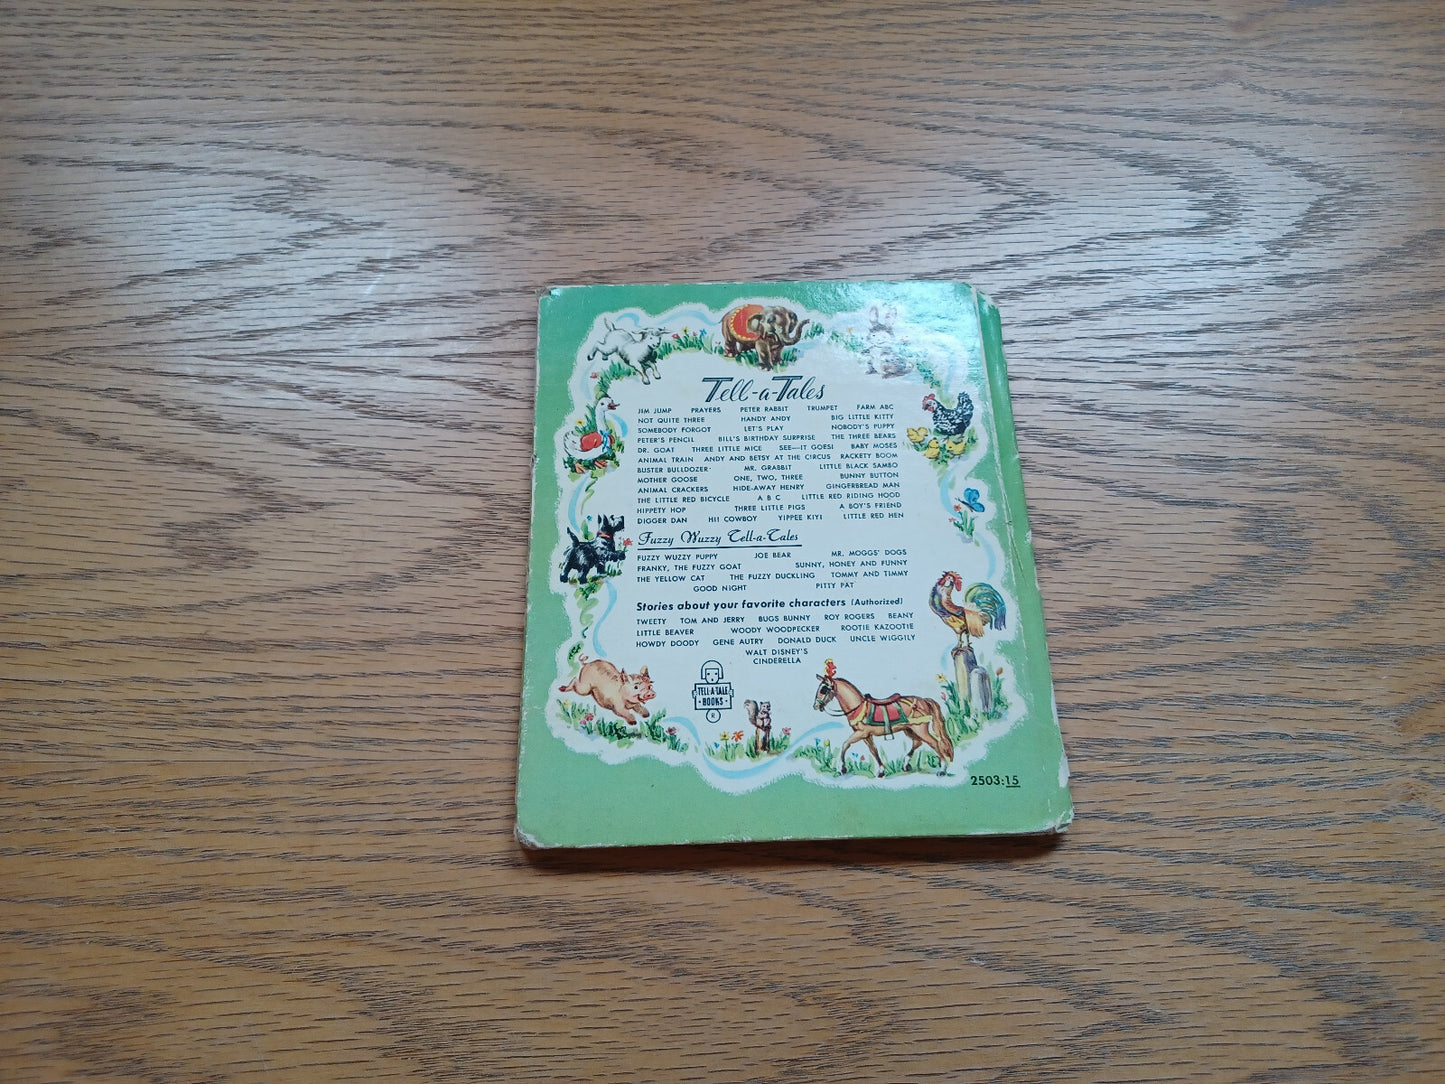 Tell-a-Tales
JIM JUMP PRAYERS PETER RABBIT TRUMPET FARM ABC
NOT QUITE THREE HANDY ANDY BIG LITTLE KITTY
SOMEBODY FORGOT LET'S PLAY NOBODY'S PUPPY
PETER'S PENCIL BILL'S BIRTHDAY SURPRISE THE THREE BEARS
DR. GOAT THREE LITTLE MICE SEE—IT GOES! BABY MOSES
ANIMAL TRAIN ANDY AND BETSY AT THE CIRCUS RACKETY BOOM
BUSTER BULLDOZER MR. GRABBIT LITTLE BLACK SAMBO
MOTHER GOOSE ONE, TWO, THREE BUNNY BUTTON
ANIMAL CRACKERS HIDE-AWAY HENRY GINGERBREAD MAN
THE LITTLE RED BICYCLE A B C LITTLE RED RIDING HOOD
HIPPETY HOP THREE LITTLE PIGS A BOY'S FRIEND
DIGGER DAN HI! COWBOY YIPPEE KIYI LITTLE RED HEN
Fuzzy Wuzzy Tell-a-Tales
FUZZY WUZZY PUPPY JOE BEAR MR. MOGGS' DOGS
FRANKY, THE FUZZY GOAT SUNNY, HONEY AND FUNNY
THE YELLOW CAT THE FUZZY DUCKLING TOMMY AND TIMMY
GOOD NIGHT PITTY PAT
Stories about your favorite characters (Authorized)
TWEETY TOM AND JERRY BUGS BUNNY ROY ROGERS BEANY
LITTLE BEAVER WOODY WOODPECKER ROOTIE KAZOOTIE
HOWDY DOODY GENE AUTRY DONALD DUCK UNCLE WIGGILY
WALT DISNEY'S
CINDERELLA
TELL-A-TALE
BOOKS
R
2503:15